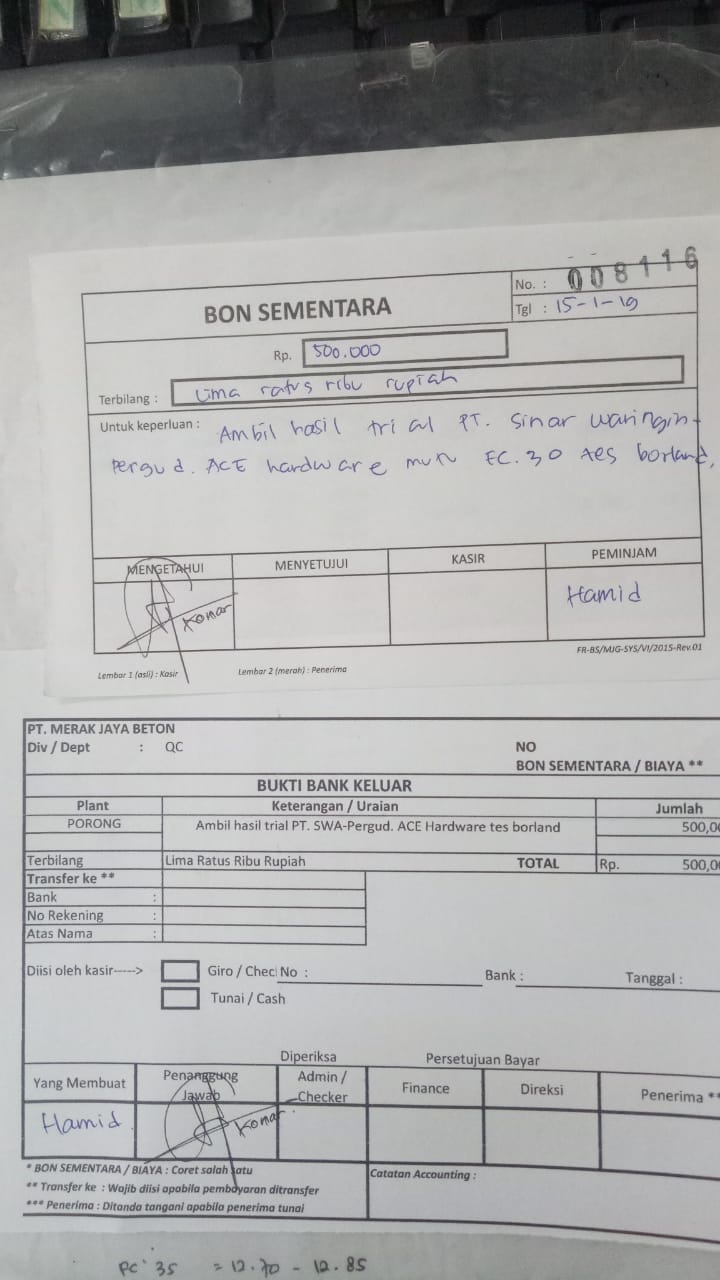 BON SEMENTARA
No. : 008116
Tgl : 15-1-19
Rp. 500.000
Terbilang : Lima ratus ribu rupiah
Untuk keperluan : Ambil hasil trial PT. Sinar waringin -
Pergud. ACE hardware mutu FC.30 tes borland,
MENGETAHUI MENYETUJUI KASIR PEMINJAM
Komar Hamid
FR-BS/MJG-SYS/VI/2015-Rev.01
Lembar 1 (asli) : Kasir Lembar 2 (merah) : Penerima
PT. MERAK JAYA BETON
Div / Dept : QC NO
BON SEMENTARA / BIAYA **
BUKTI BANK KELUAR
Plant Keterangan / Uraian Jumlah
PORONG Ambil hasil trial PT. SWA-Pergud. ACE Hardware tes borland 500,00
Terbilang Lima Ratus Ribu Rupiah TOTAL Rp. 500,00
Transfer ke **
Bank :
No Rekening :
Atas Nama :
Diisi oleh kasir-----> Giro / Chec No : Bank : Tanggal :
Tunai / Cash
Diperiksa Persetujuan Bayar
Yang Membuat Penanggung Jawab Admin / Checker Finance Direksi Penerima **
Hamid Komar
* BON SEMENTARA / BIAYA : Coret salah satu
** Transfer ke : Wajib diisi apabila pembayaran ditransfer
*** Penerima : Ditanda tangani apabila penerima tunai
Catatan Accounting :
PC 35 = 12.70 - 12.85